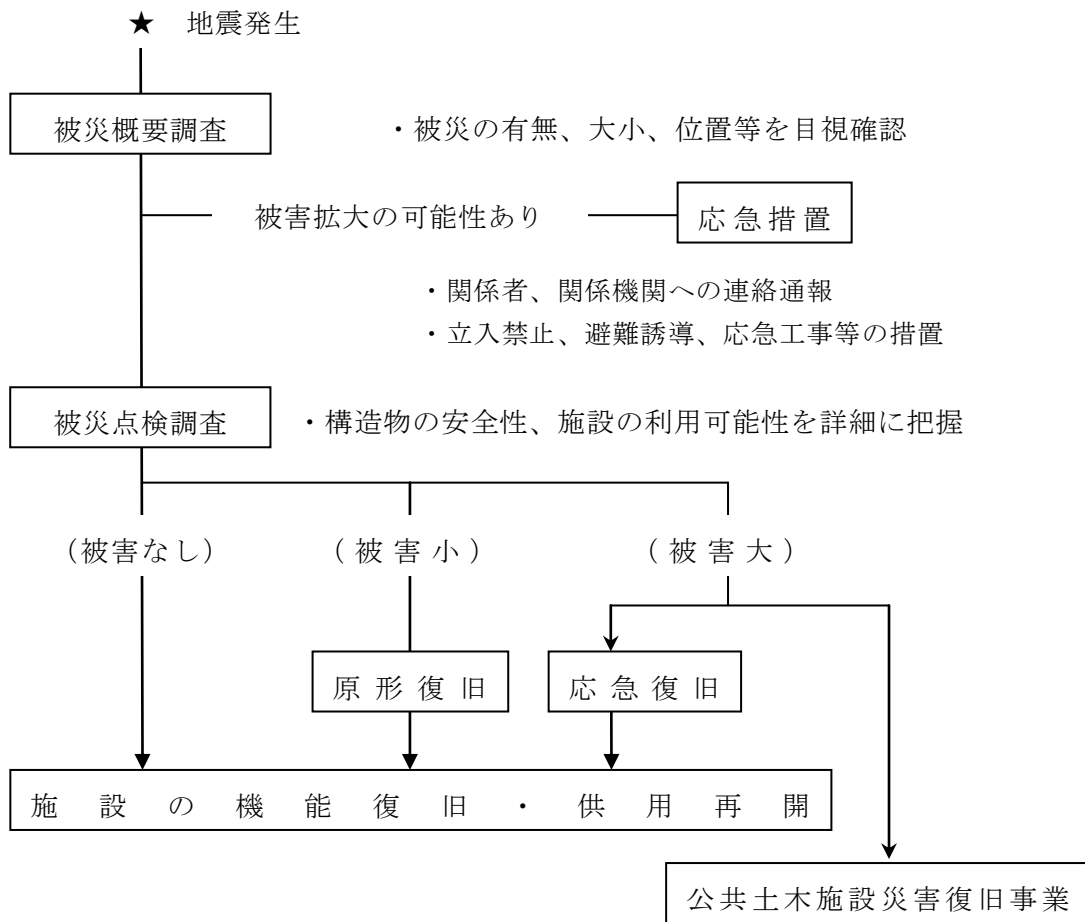 ★　地震発生
被災概要調査
・被災の有無、大小、位置等を目視確認
被害拡大の可能性あり
応急措置
・関係者、関係機関への連絡通報
・立入禁止、避難誘導、応急工事等の措置
被災点検調査
・構造物の安全性、施設の利用可能性を詳細に把握
（被害なし）
（被害小）
（被害大）
原形復旧
応急復旧
施設の機能復旧・供用再開
公共土木施設災害復旧事業